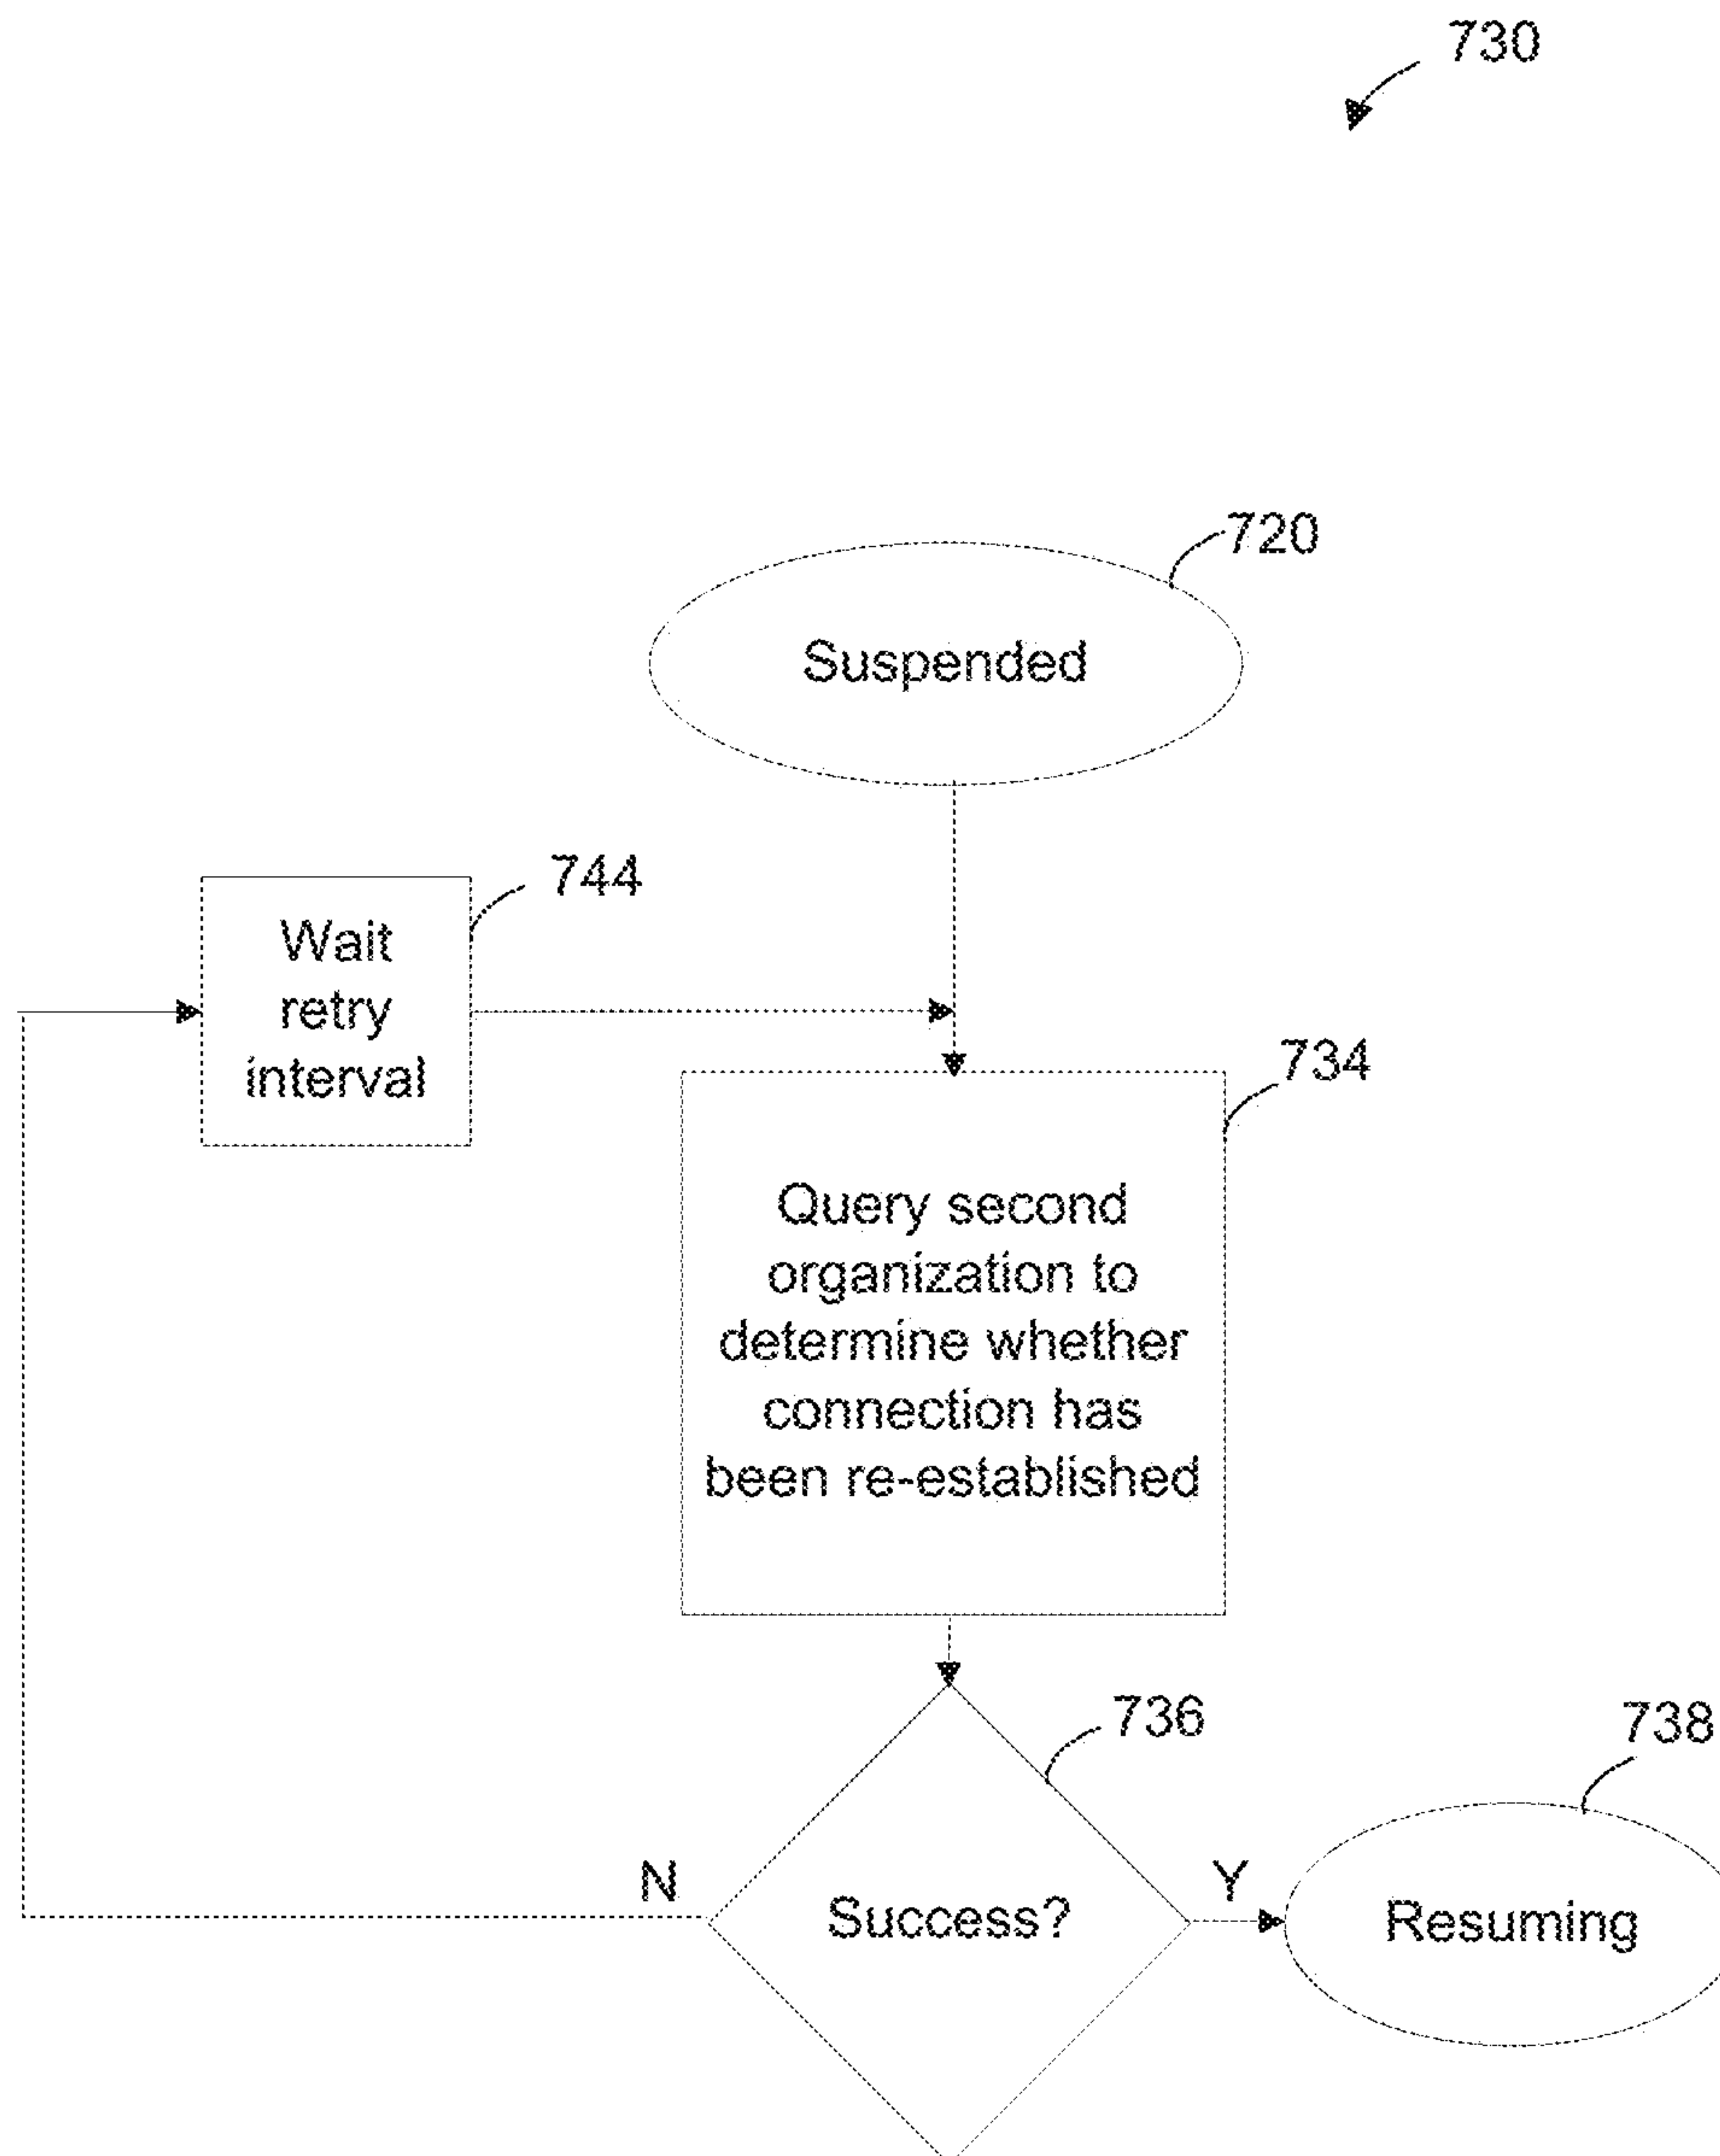 730
720
Suspended
744
Wait
retry
interval
734
Query second
organization to
determine whether
connection has
been re-established
736
738
N
Success?
Y
Resuming